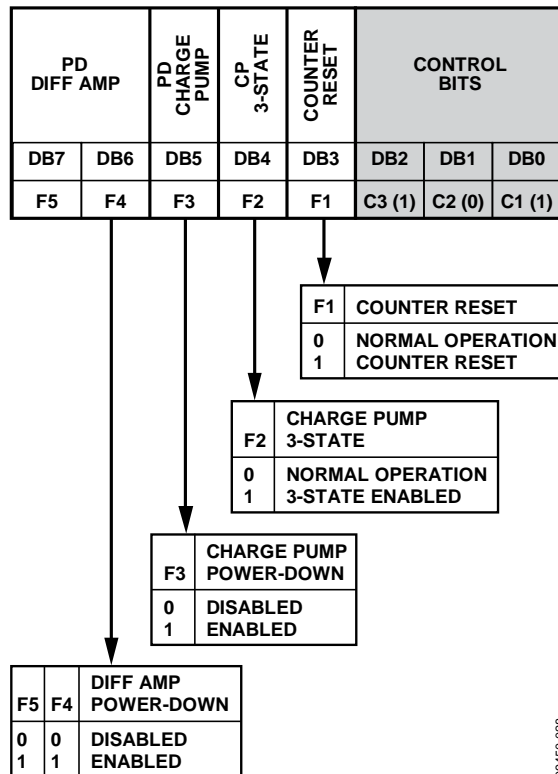 PD
DIFF AMP
PD
CHARGE
PUMP
CP
3-STATE
COUNTER
RESET
CONTROL
BITS
DB7 DB6 DB5 DB4 DB3 DB2 DB1 DB0
F5 F4 F3 F2 F1 C3 (1) C2 (0) C1 (1)
F1 COUNTER RESET
0 NORMAL OPERATION
1 COUNTER RESET
CHARGE PUMP
F2 3-STATE
0 NORMAL OPERATION
1 3-STATE ENABLED
CHARGE PUMP
F3 POWER-DOWN
0 DISABLED
1 ENABLED
DIFF AMP
F5 F4 POWER-DOWN
0 0 DISABLED
1 1 ENABLED